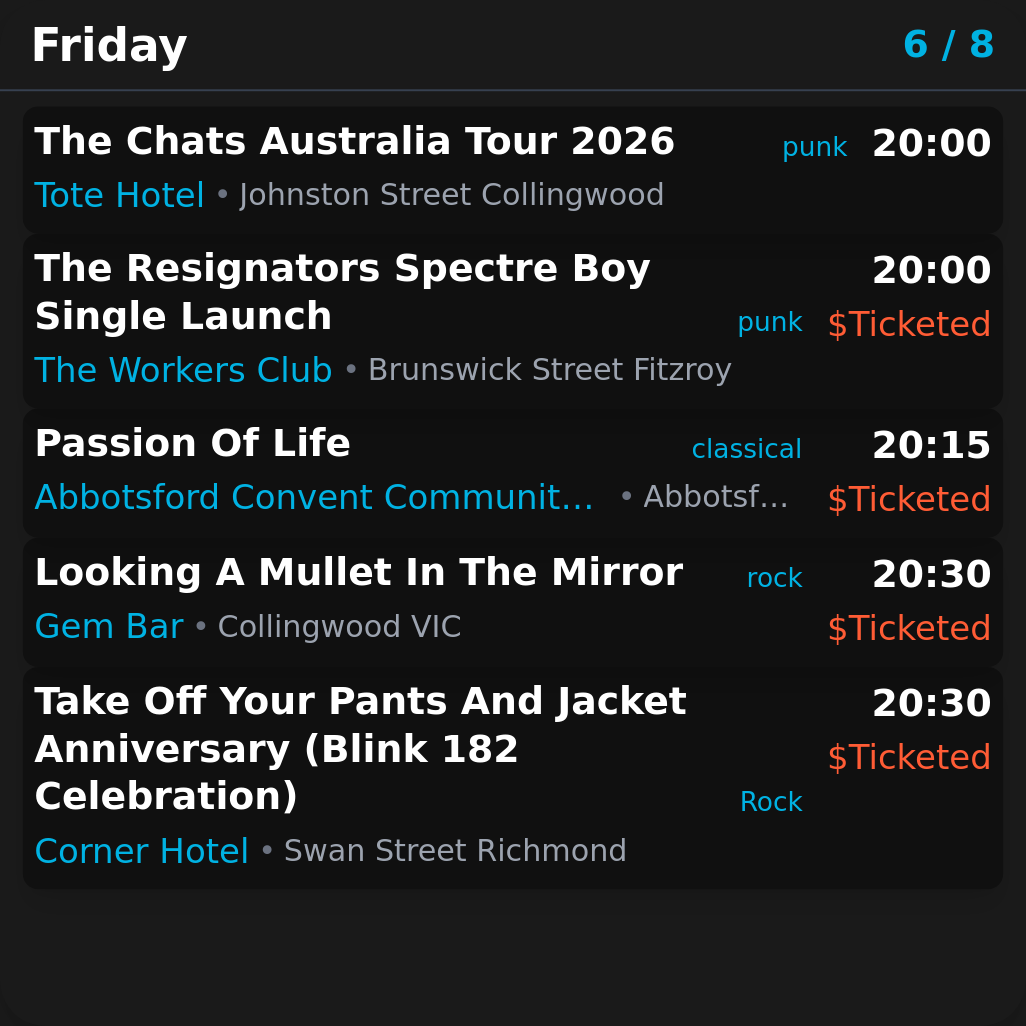 Friday 6 / 8
The Chats Australia Tour 2026 punk 20:00
Tote Hotel • Johnston Street Collingwood
The Resignators Spectre Boy 20:00
Single Launch punk $Ticketed
The Workers Club • Brunswick Street Fitzroy
Passion Of Life classical 20:15
Abbotsford Convent Communit... • Abbotsf... $Ticketed
Looking A Mullet In The Mirror rock 20:30
Gem Bar • Collingwood VIC $Ticketed
Take Off Your Pants And Jacket 20:30
Anniversary (Blink 182 $Ticketed
Celebration) Rock
Corner Hotel • Swan Street Richmond